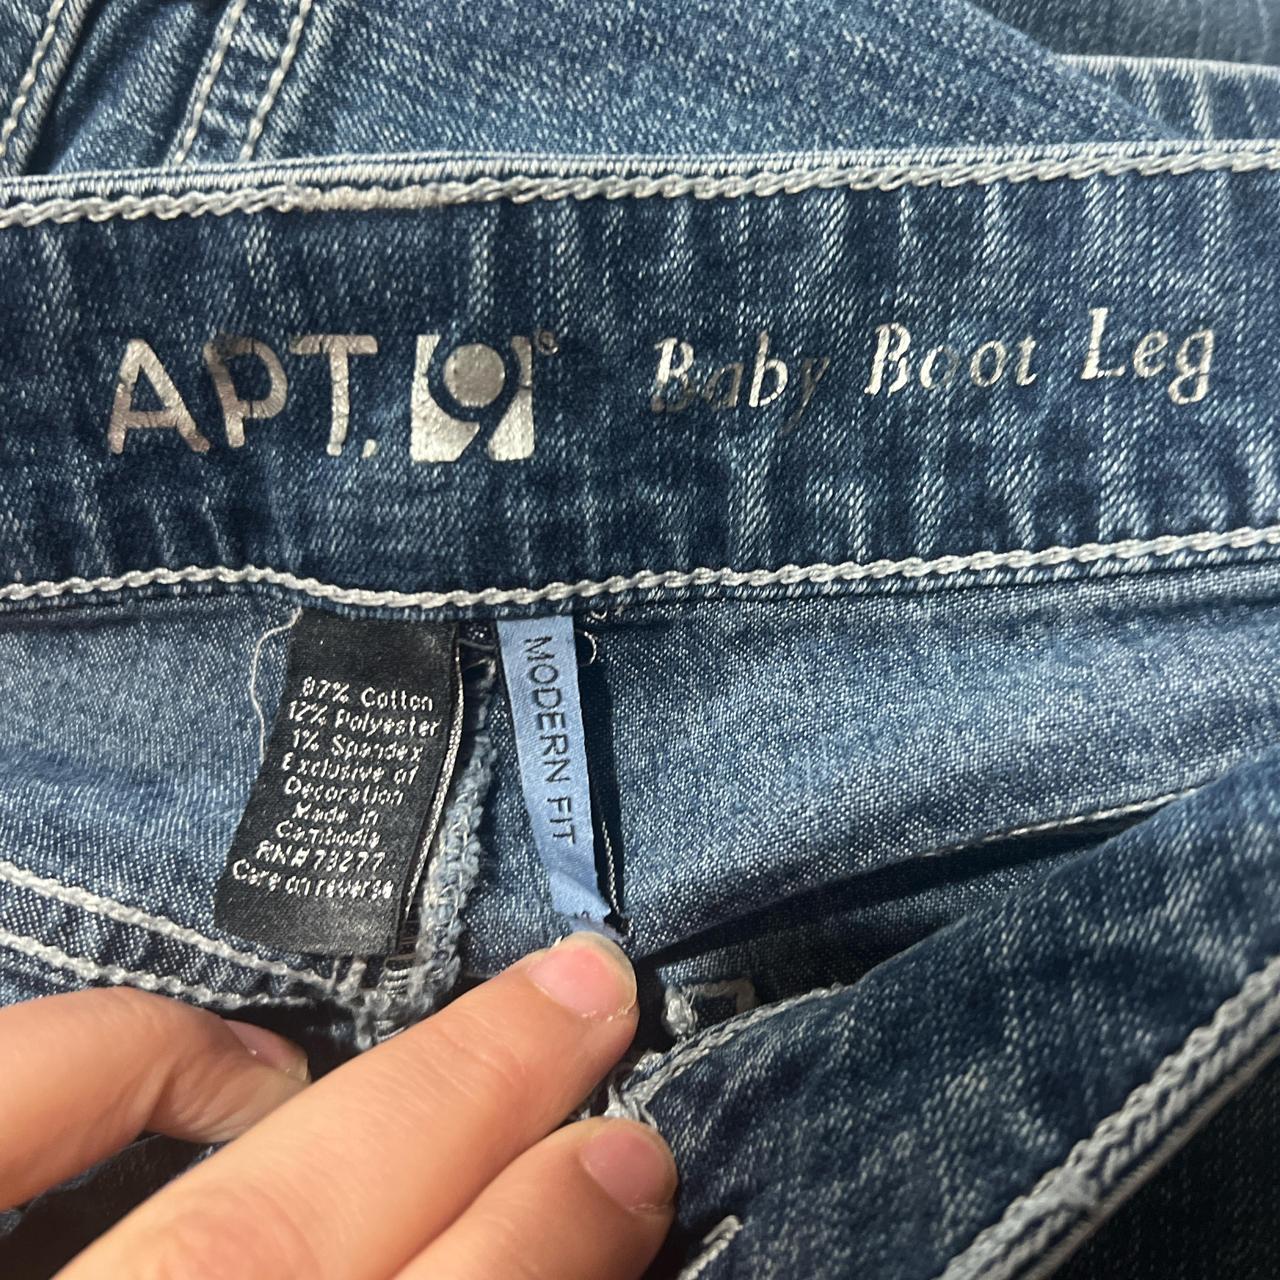 APT. 9® Baby Boot Leg
87% Cotton
12% Polyester
1% Spandex
Exclusive of
Decoration
Made in
Cambodia
RN#73277
Care on reverse
MODERN FIT